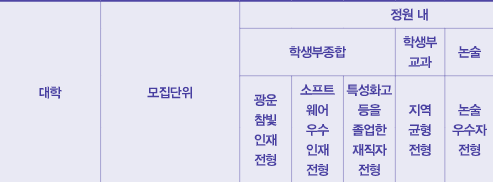 대학
모집단위
정원 내
학생부종합
학생부
교과
논술
광운
참빛
인재
전형
소프트
웨어
우수
인재
전형
특성화고
등을
졸업한
재직자
전형
지역
균형
전형
논술
우수자
전형